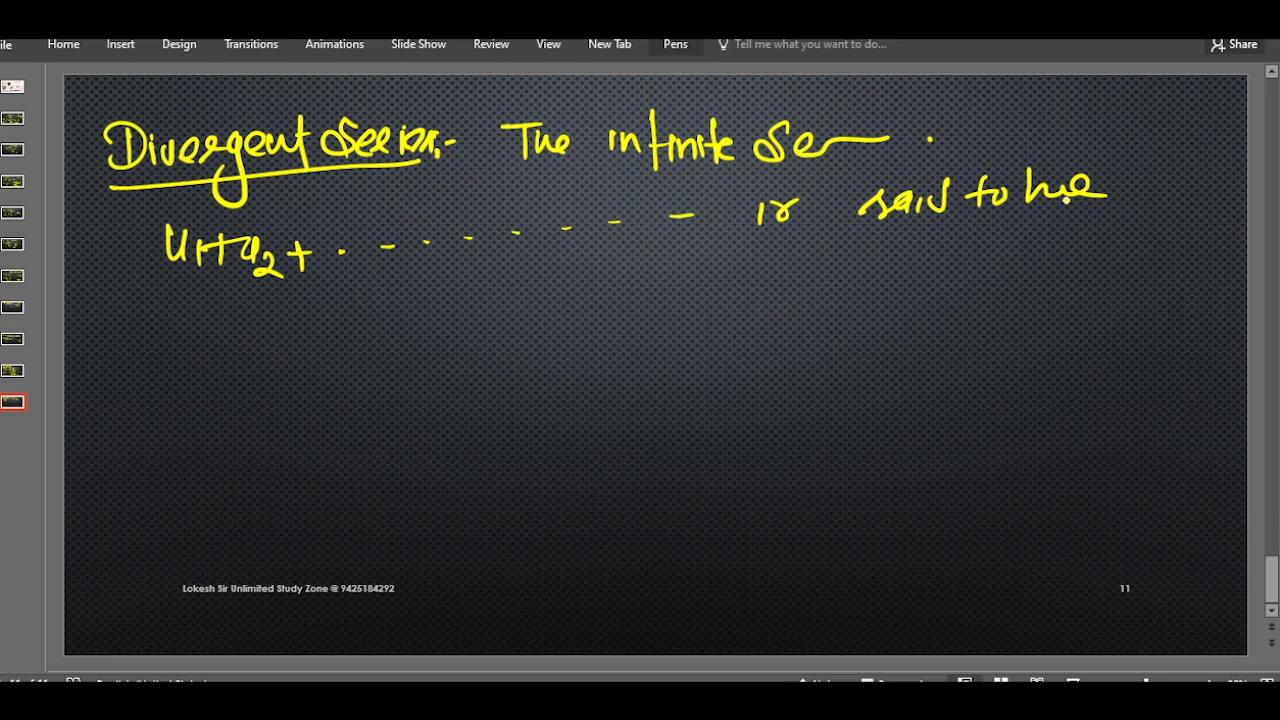 File Home Insert Design Transitions Animations Slide Show Review View New Tab Pens Tell me what you want to do... Share
Divergent Series:- The infinite Se
U1+U2+ . - - - - - - - is said to be
Lokesh Sir Unlimited Study Zone @ 9425184292 11